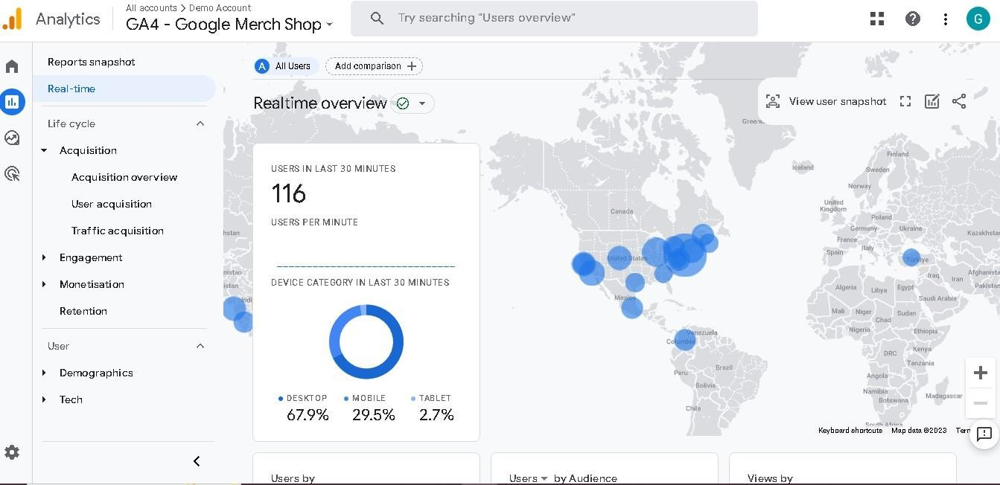 Analytics
All accounts > Demo Account
GA4 - Google Merch Shop
Try searching "Users overview"
G
Reports snapshot
Real-time
Life cycle
Acquisition
Acquisition overview
User acquisition
Traffic acquisition
Engagement
Monetisation
Retention
User
Demographics
Tech
A All Users
Add comparison +
Realtime overview
View user snapshot
USERS IN LAST 30 MINUTES
116
USERS PER MINUTE
DEVICE CATEGORY IN LAST 30 MINUTES
DESKTOP MOBILE TABLET
67.9% 29.5% 2.7%
Iceland
Finland
Sweden
Norway
Canada
United
Kingdom
Poland
Germany
Ukraine
France
Italy
Spain
Türkiye
United States
Iraq
Iran
Algeria
Libya
Egypt
Saudi Arabia
Mexico
Mali
Niger
Chad
Sudan
Nigeria
Ethiopia
Venezuela
Colombia
Kenya
DRC
Tanzania
Peru
Brazil
Angola
Bolivia
Namibia
Botswana
Madagascar
Chile
South Africa
Keyboard shortcuts Map data ©2023
Users by
Users by Audience
Views by